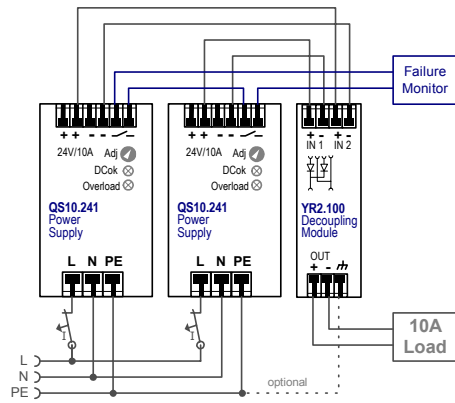 Failure
Monitor
+ + - -
+ + - -
+ - + -
IN 1 IN 2
24V/10A Adj
DCok
Overload
24V/10A Adj
DCok
Overload
QS10.241
Power
Supply
QS10.241
Power
Supply
YR2.100
Decoupling
Module
L N PE
L N PE
OUT
+ -
I
I
10A
Load
L
N
PE
optional